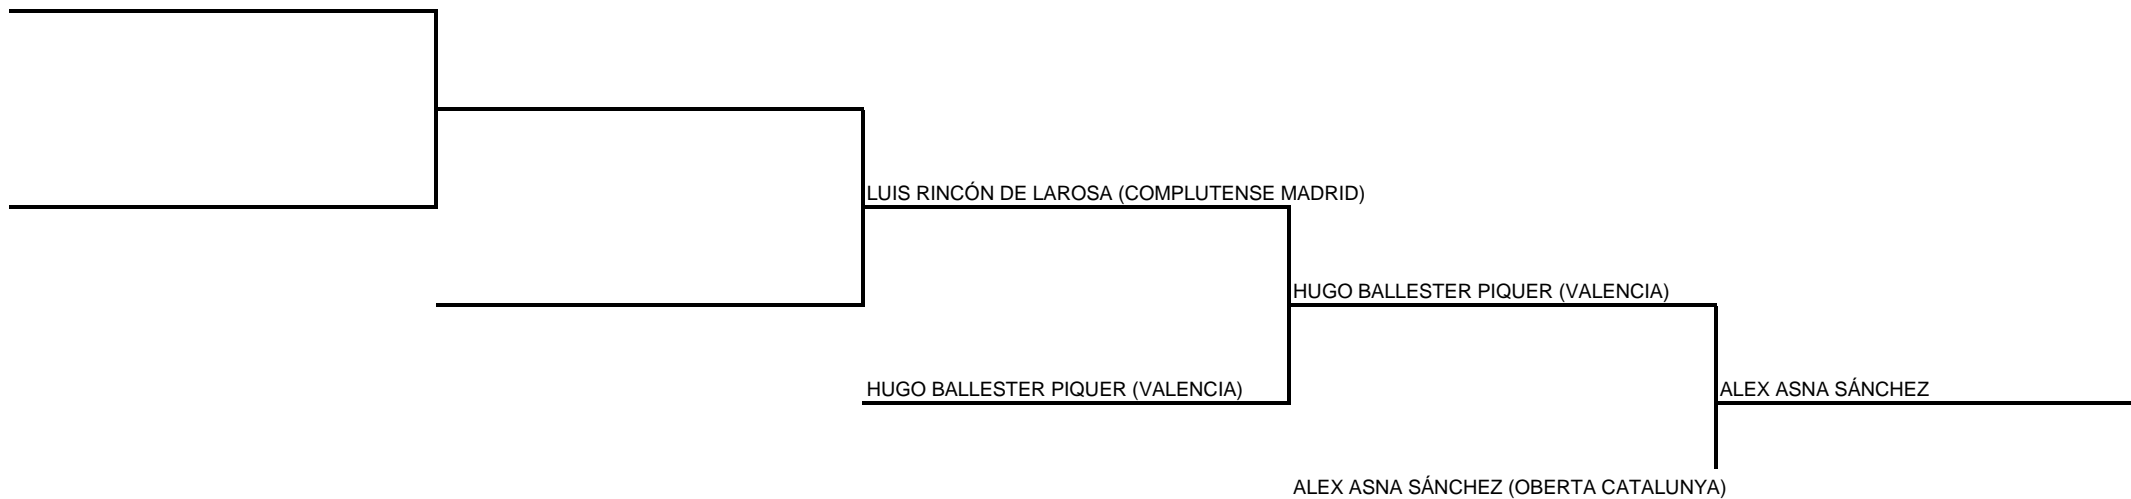 LUIS RINCÓN DE LAROSA (COMPLUTENSE MADRID)
HUGO BALLESTER PIQUER (VALENCIA)
HUGO BALLESTER PIQUER (VALENCIA)
ALEX ASNA SÁNCHEZ
ALEX ASNA SÁNCHEZ (OBERTA CATALUNYA)